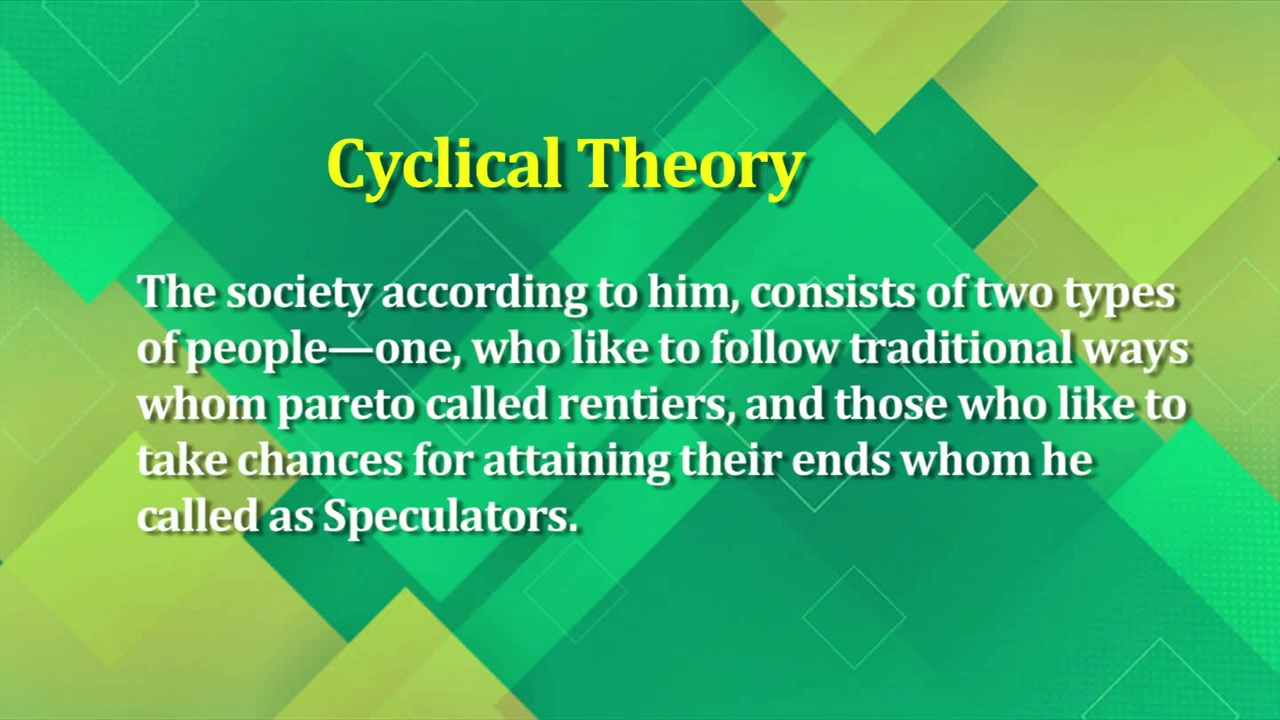 Cyclical Theory
The society according to him, consists of two types
of people—one, who like to follow traditional ways
whom pareto called rentiers, and those who like to
take chances for attaining their ends whom he
called as Speculators.